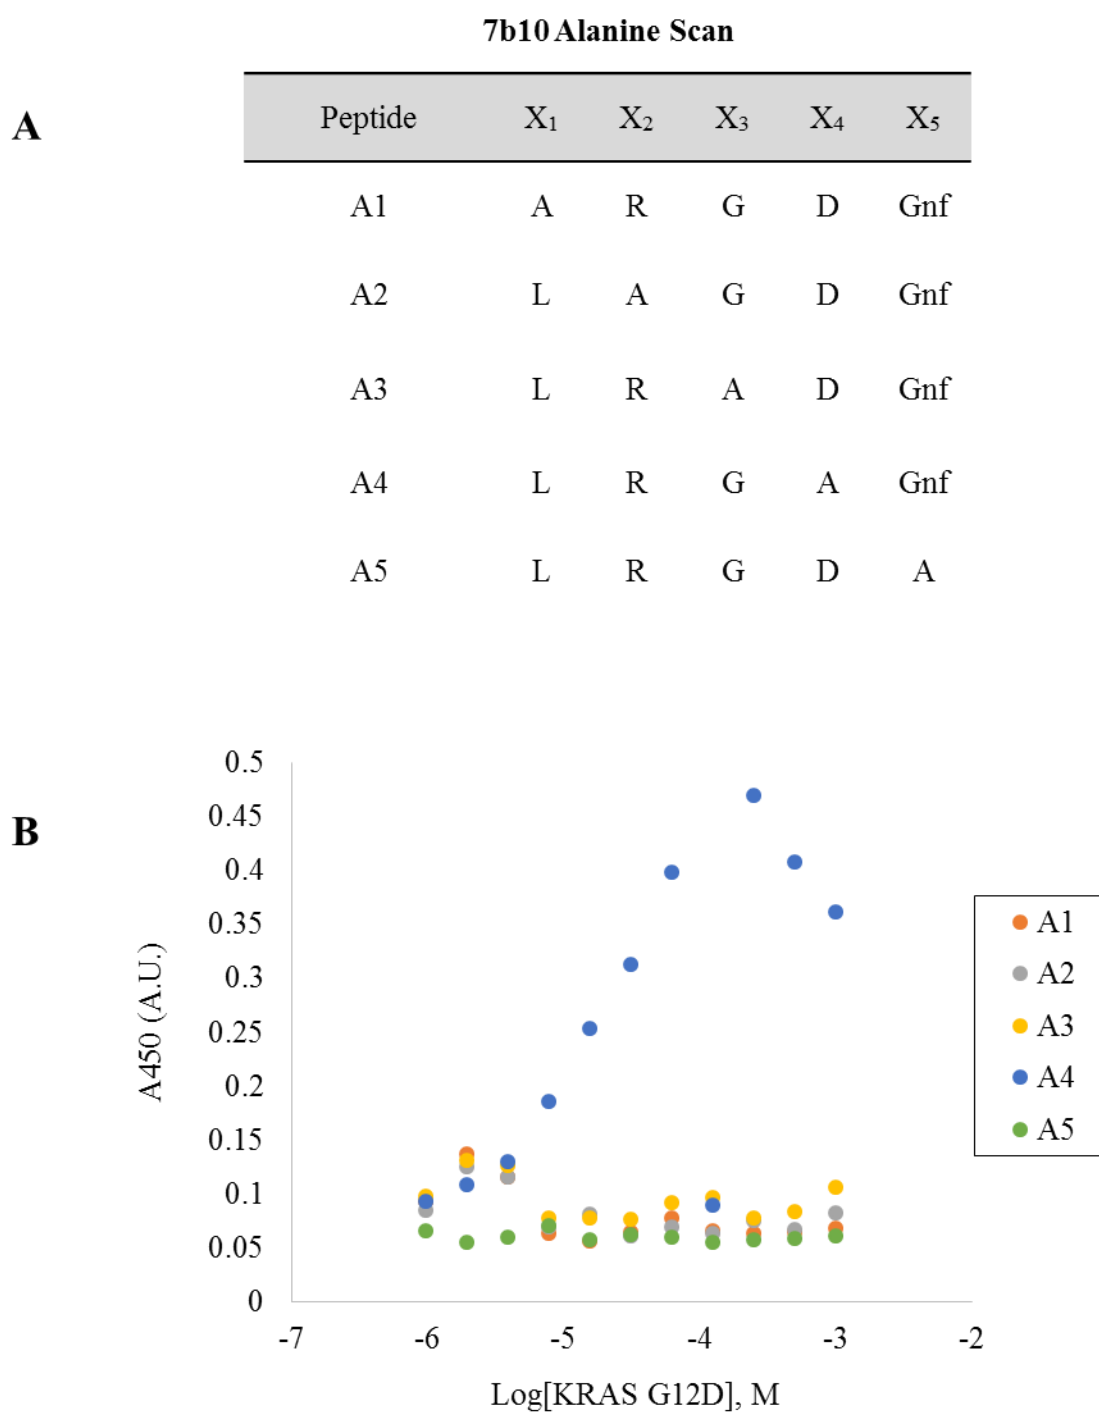 7b10 Alanine Scan
A
Peptide X₁ X₂ X₃ X₄ X₅
A1 A R G D Gnf
A2 L A G D Gnf
A3 L R A D Gnf
A4 L R G A Gnf
A5 L R G D A
B
A450 (A.U.)
0.5
0.45
0.4
0.35
0.3
0.25
0.2
0.15
0.1
0.05
0
-7 -6 -5 -4 -3 -2
Log[KRAS G12D], M
A1
A2
A3
A4
A5